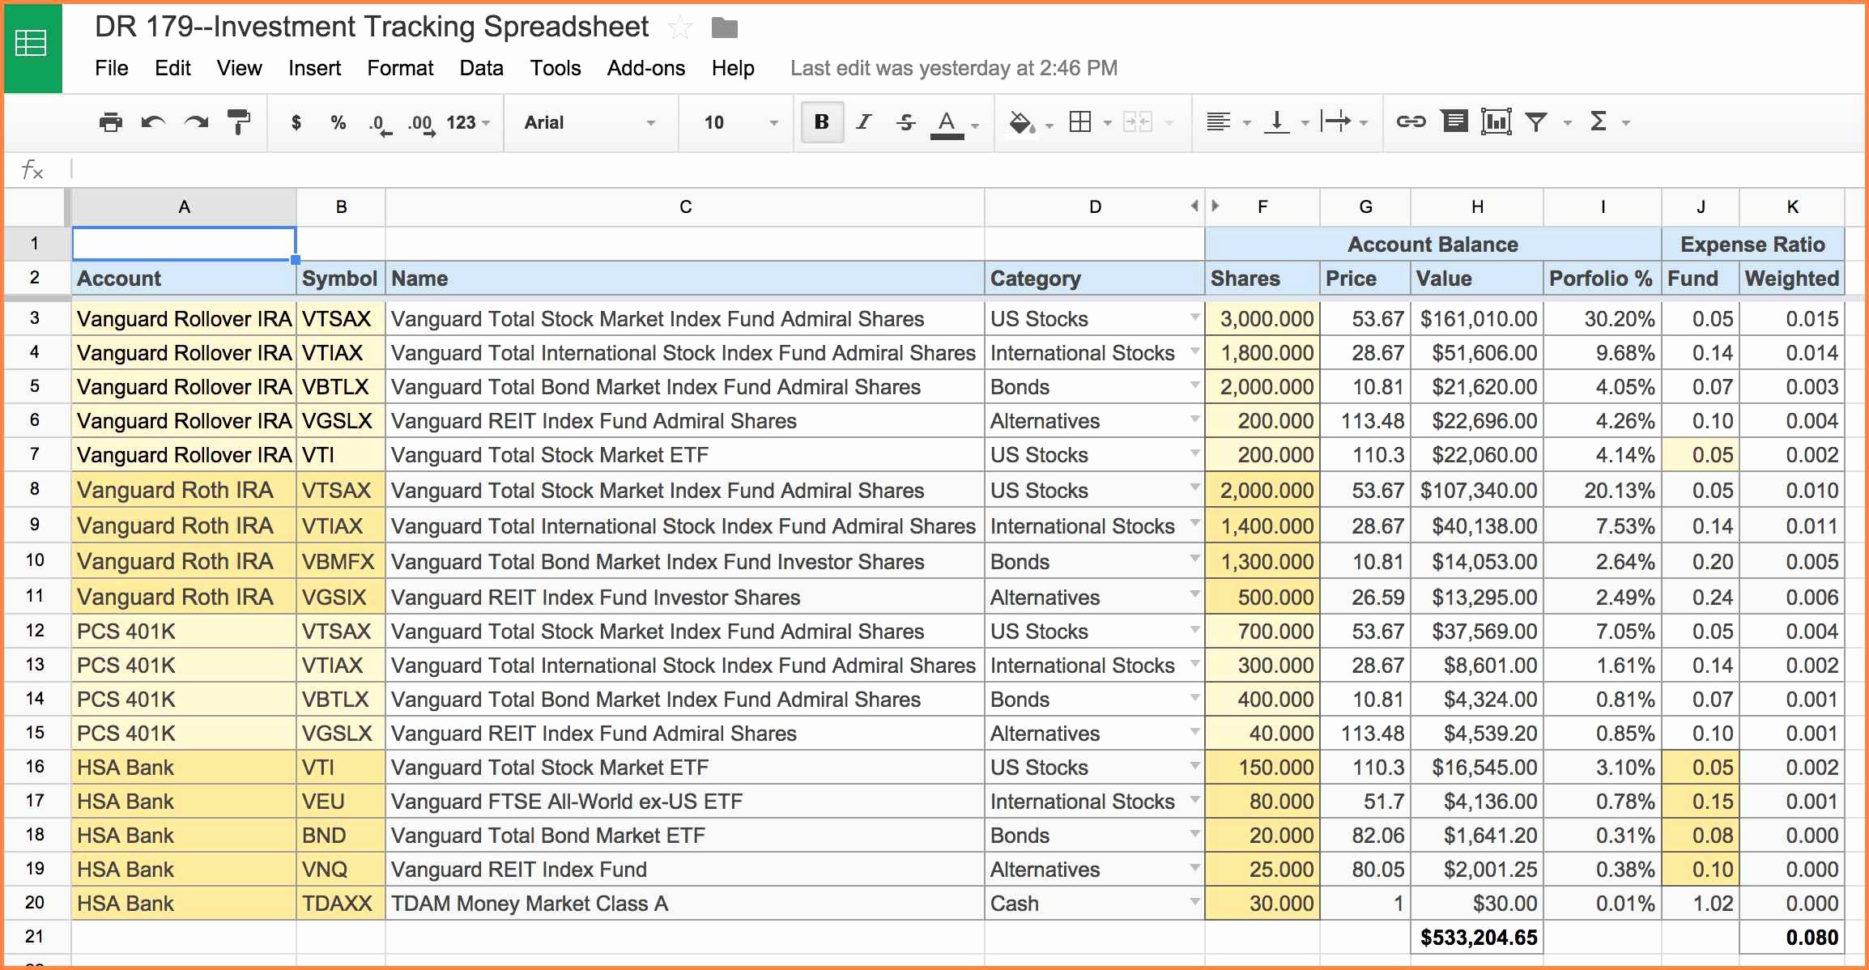 DR 179--Investment Tracking Spreadsheet
File Edit View Insert Format Data Tools Add-ons Help Last edit was yesterday at 2:46 PM
$ % .0 .00 123 Arial 10 B I S A Σ
fx
A B C D F G H I J K
1 Account Balance Expense Ratio
2 Account Symbol Name Category Shares Price Value Porfolio % Fund Weighted
3 Vanguard Rollover IRA VTSAX Vanguard Total Stock Market Index Fund Admiral Shares US Stocks 3,000.000 53.67 $161,010.00 30.20% 0.05 0.015
4 Vanguard Rollover IRA VTIAX Vanguard Total International Stock Index Fund Admiral Shares International Stocks 1,800.000 28.67 $51,606.00 9.68% 0.14 0.014
5 Vanguard Rollover IRA VBTLX Vanguard Total Bond Market Index Fund Admiral Shares Bonds 2,000.000 10.81 $21,620.00 4.05% 0.07 0.003
6 Vanguard Rollover IRA VGSLX Vanguard REIT Index Fund Admiral Shares Alternatives 200.000 113.48 $22,696.00 4.26% 0.10 0.004
7 Vanguard Rollover IRA VTI Vanguard Total Stock Market ETF US Stocks 200.000 110.3 $22,060.00 4.14% 0.05 0.002
8 Vanguard Roth IRA VTSAX Vanguard Total Stock Market Index Fund Admiral Shares US Stocks 2,000.000 53.67 $107,340.00 20.13% 0.05 0.010
9 Vanguard Roth IRA VTIAX Vanguard Total International Stock Index Fund Admiral Shares International Stocks 1,400.000 28.67 $40,138.00 7.53% 0.14 0.011
10 Vanguard Roth IRA VBMFX Vanguard Total Bond Market Index Fund Investor Shares Bonds 1,300.000 10.81 $14,053.00 2.64% 0.20 0.005
11 Vanguard Roth IRA VGSIX Vanguard REIT Index Fund Investor Shares Alternatives 500.000 26.59 $13,295.00 2.49% 0.24 0.006
12 PCS 401K VTSAX Vanguard Total Stock Market Index Fund Admiral Shares US Stocks 700.000 53.67 $37,569.00 7.05% 0.05 0.004
13 PCS 401K VTIAX Vanguard Total International Stock Index Fund Admiral Shares International Stocks 300.000 28.67 $8,601.00 1.61% 0.14 0.002
14 PCS 401K VBTLX Vanguard Total Bond Market Index Fund Admiral Shares Bonds 400.000 10.81 $4,324.00 0.81% 0.07 0.001
15 PCS 401K VGSLX Vanguard REIT Index Fund Admiral Shares Alternatives 40.000 113.48 $4,539.20 0.85% 0.10 0.001
16 HSA Bank VTI Vanguard Total Stock Market ETF US Stocks 150.000 110.3 $16,545.00 3.10% 0.05 0.002
17 HSA Bank VEU Vanguard FTSE All-World ex-US ETF International Stocks 80.000 51.7 $4,136.00 0.78% 0.15 0.001
18 HSA Bank BND Vanguard Total Bond Market ETF Bonds 20.000 82.06 $1,641.20 0.31% 0.08 0.000
19 HSA Bank VNQ Vanguard REIT Index Fund Alternatives 25.000 80.05 $2,001.25 0.38% 0.10 0.000
20 HSA Bank TDAXX TDAM Money Market Class A Cash 30.000 1 $30.00 0.01% 1.02 0.000
21 $533,204.65 0.080